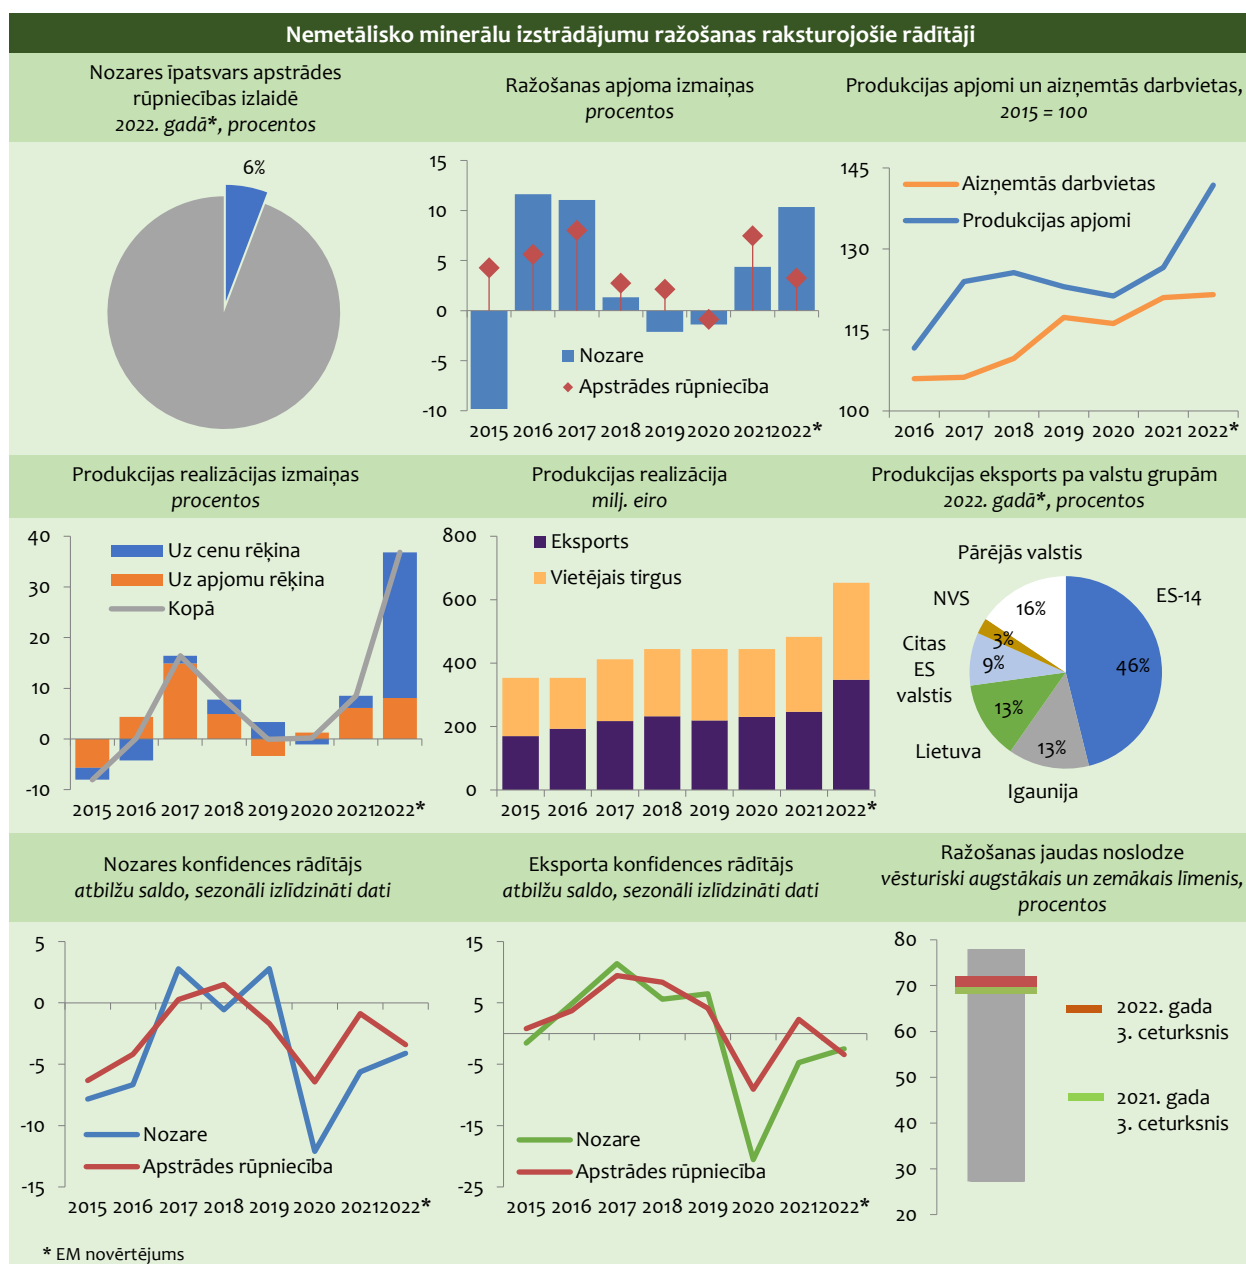 Nemetālisko minerālu izstrādājumu ražošanas raksturojošie rādītāji
Nozares īpatsvars apstrādes
rūpniecības izlaidē
2022. gadā*, procentos
6%
Ražošanas apjoma izmaiņas
procentos
15
10
5
0
-5
-10
Nozare
Apstrādes rūpniecība
2015 2016 2017 2018 2019 2020 2021 2022*
Produkcijas apjomi un aizņemtās darbvietas,
2015 = 100
145
130
115
100
Aizņemtās darbvietas
Produkcijas apjomi
2016 2017 2018 2019 2020 2021 2022*
Produkcijas realizācijas izmaiņas
procentos
40
30
20
10
0
-10
Uz cenu rēķina
Uz apjomu rēķina
Kopā
2015 2016 2017 2018 2019 2020 2021 2022*
Produkcijas realizācija
milj. eiro
800
600
400
200
0
Eksports
Vietējais tirgus
2015 2016 2017 2018 2019 2020 2021 2022*
Produkcijas eksports pa valstu grupām
2022. gadā*, procentos
Pārējās valstis
16%
ES-14
46%
NVS
3%
Citas
ES
valstis
9%
Lietuva
13%
Igaunija
13%
Nozares konfidences rādītājs
atbilžu saldo, sezonāli izlīdzināti dati
5
0
-5
-10
-15
Nozare
Apstrādes rūpniecība
2015 2016 2017 2018 2019 2020 2021 2022*
Eksporta konfidences rādītājs
atbilžu saldo, sezonāli izlīdzināti dati
15
5
-5
-15
-25
Nozare
Apstrādes rūpniecība
2015 2016 2017 2018 2019 2020 2021 2022*
Ražošanas jaudas noslodze
vēsturiski augstākais un zemākais līmenis,
procentos
80
70
60
50
40
30
20
2022. gada
3. ceturksnis
2021. gada
3. ceturksnis
* EM novērtējums